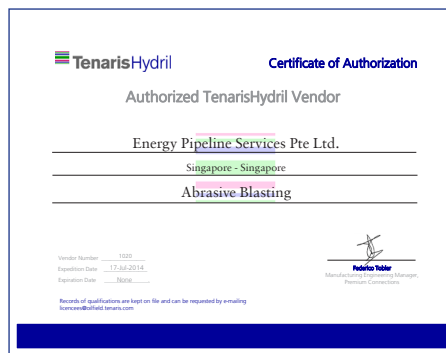 TenarisHydril
Certificate of Authorization
Authorized TenarisHydril Vendor
Energy Pipeline Services Pte Ltd.
Singapore - Singapore
Abrasive Blasting
Vendor Number 1020
Expedition Date 17-Jul-2014
Expiration Date None
Federico Tobler
Manufacturing Engineering Manager,
Premium Connections
Records of qualifications are kept on file and can be requested by e-mailing
licencees@oilfield.tenaris.com